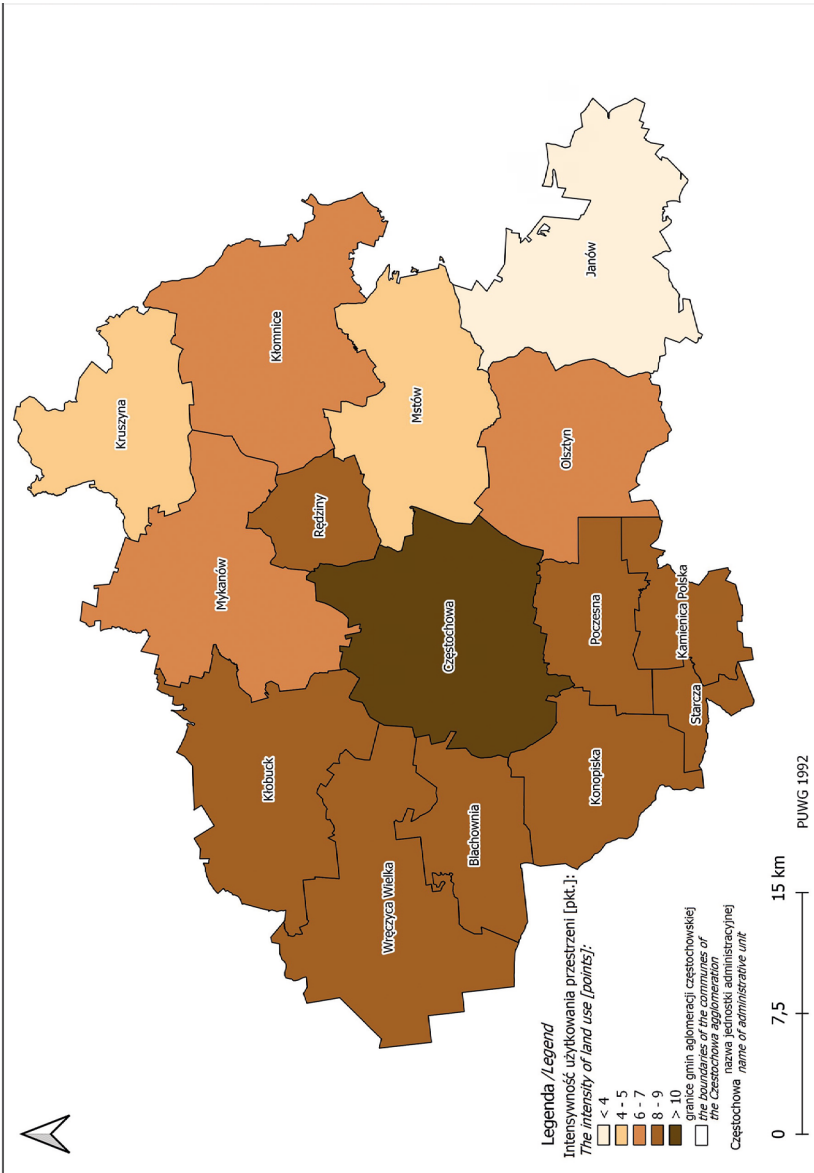 Kruszyna
Kłomnice
Mykanów
Rędziny
Kłobuck
Mstów
Janów
Częstochowa
Olsztyn
Wręczyca Wielka
Blachownia
Poczesna
Konopiska
Kamienica Polska
Starcza
Legenda /Legend
Intensywność użytkowania przestrzeni [pkt.]:
The intensity of land use [points]:
< 4
4 - 5
6 - 7
8 - 9
> 10
granice gmin aglomeracji częstochowskiej
the boundaries of the communes of
the Czestochowa agglomeration
Częstochowa nazwa jednostki administracyjnej
name of administrative unit
0 7,5 15 km
PUWG 1992